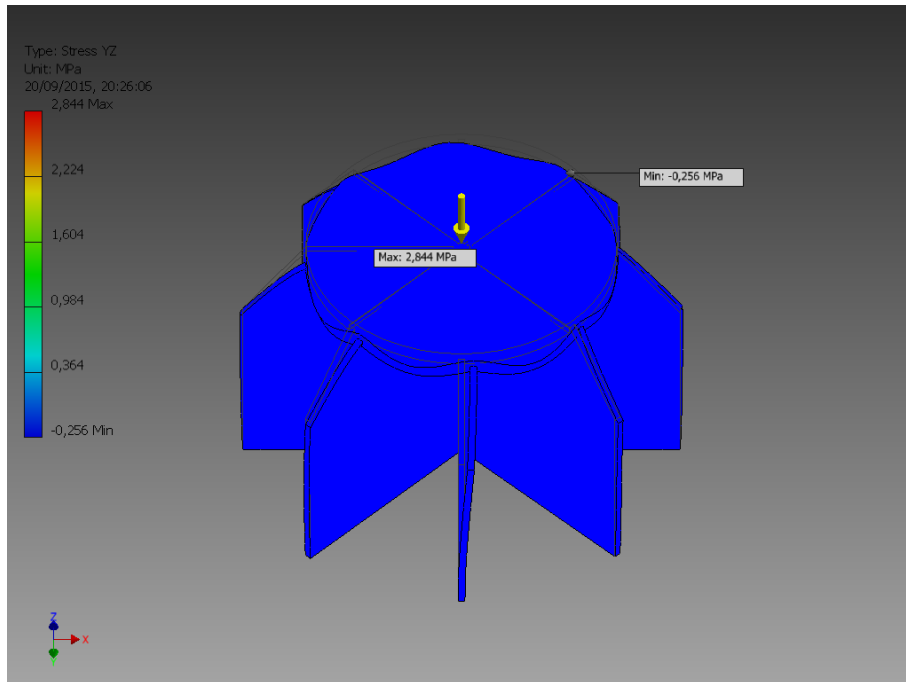 Type: Stress YZ
Unit: MPa
20/09/2015, 20:26:06
2,844 Max
2,224
1,604
0,984
0,364
-0,256 Min
Min: -0,256 MPa
Max: 2,844 MPa
Z
X